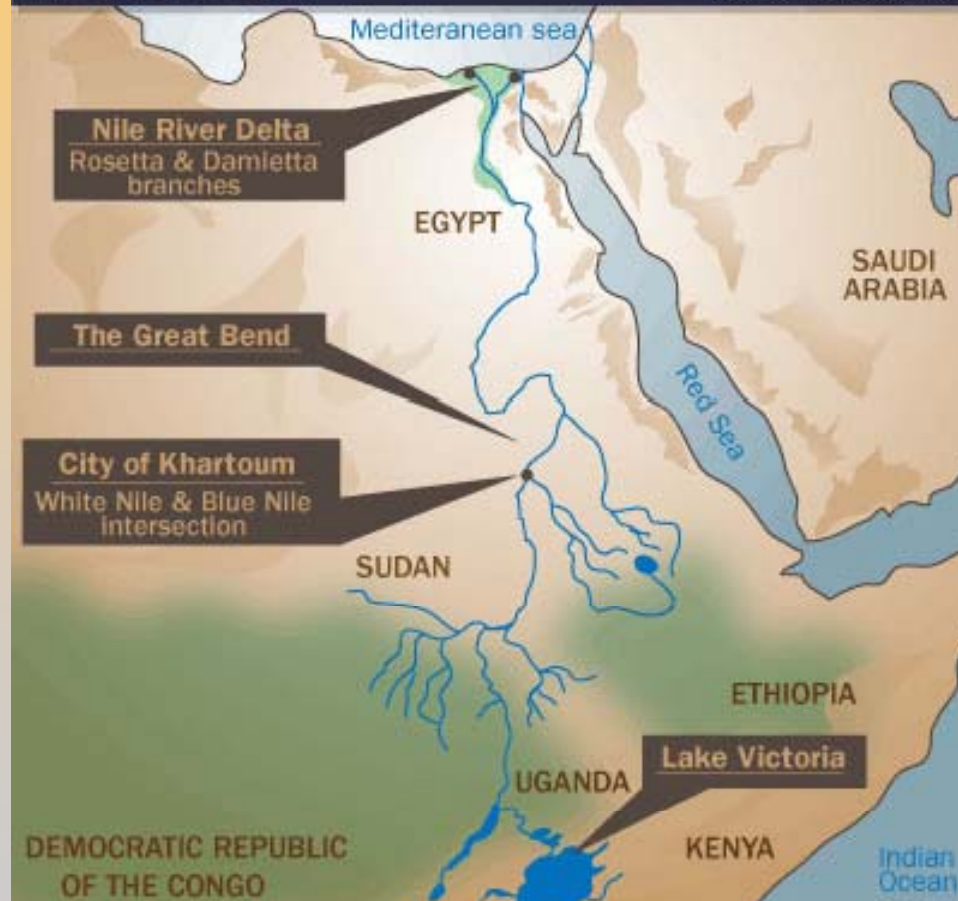 Mediteranean sea
Nile River Delta
Rosetta & Damietta
branches
EGYPT
SAUDI
ARABIA
The Great Bend
Red Sea
City of Khartoum
White Nile & Blue Nile
intersection
SUDAN
ETHIOPIA
Lake Victoria
UGANDA
DEMOCRATIC REPUBLIC
OF THE CONGO
KENYA
Indian
Ocean